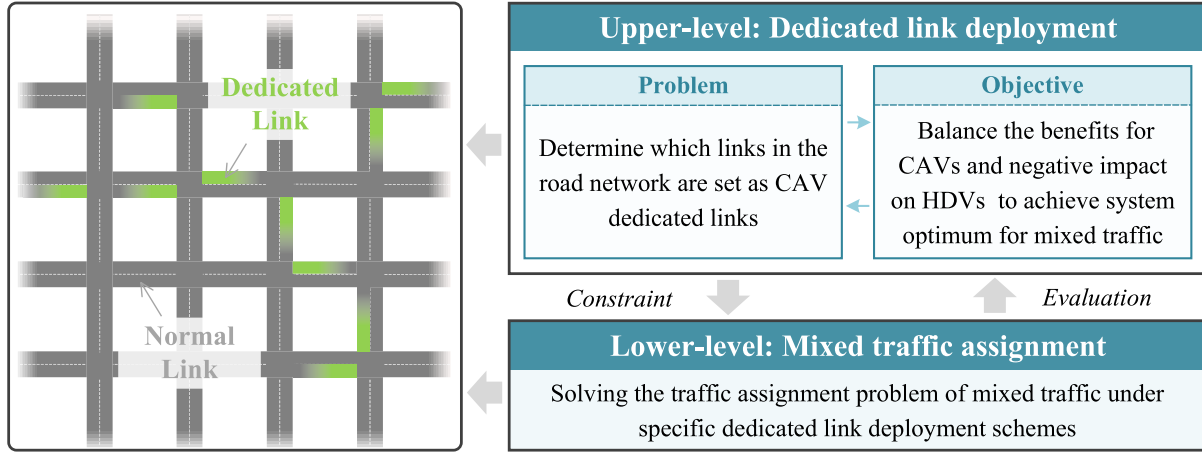 Dedicated
Link
Normal
Link
Upper-level: Dedicated link deployment
Problem
Determine which links in the
road network are set as CAV
dedicated links
Objective
Balance the benefits for
CAVs and negative impact
on HDVs to achieve system
optimum for mixed traffic
Constraint
Evaluation
Lower-level: Mixed traffic assignment
Solving the traffic assignment problem of mixed traffic under
specific dedicated link deployment schemes